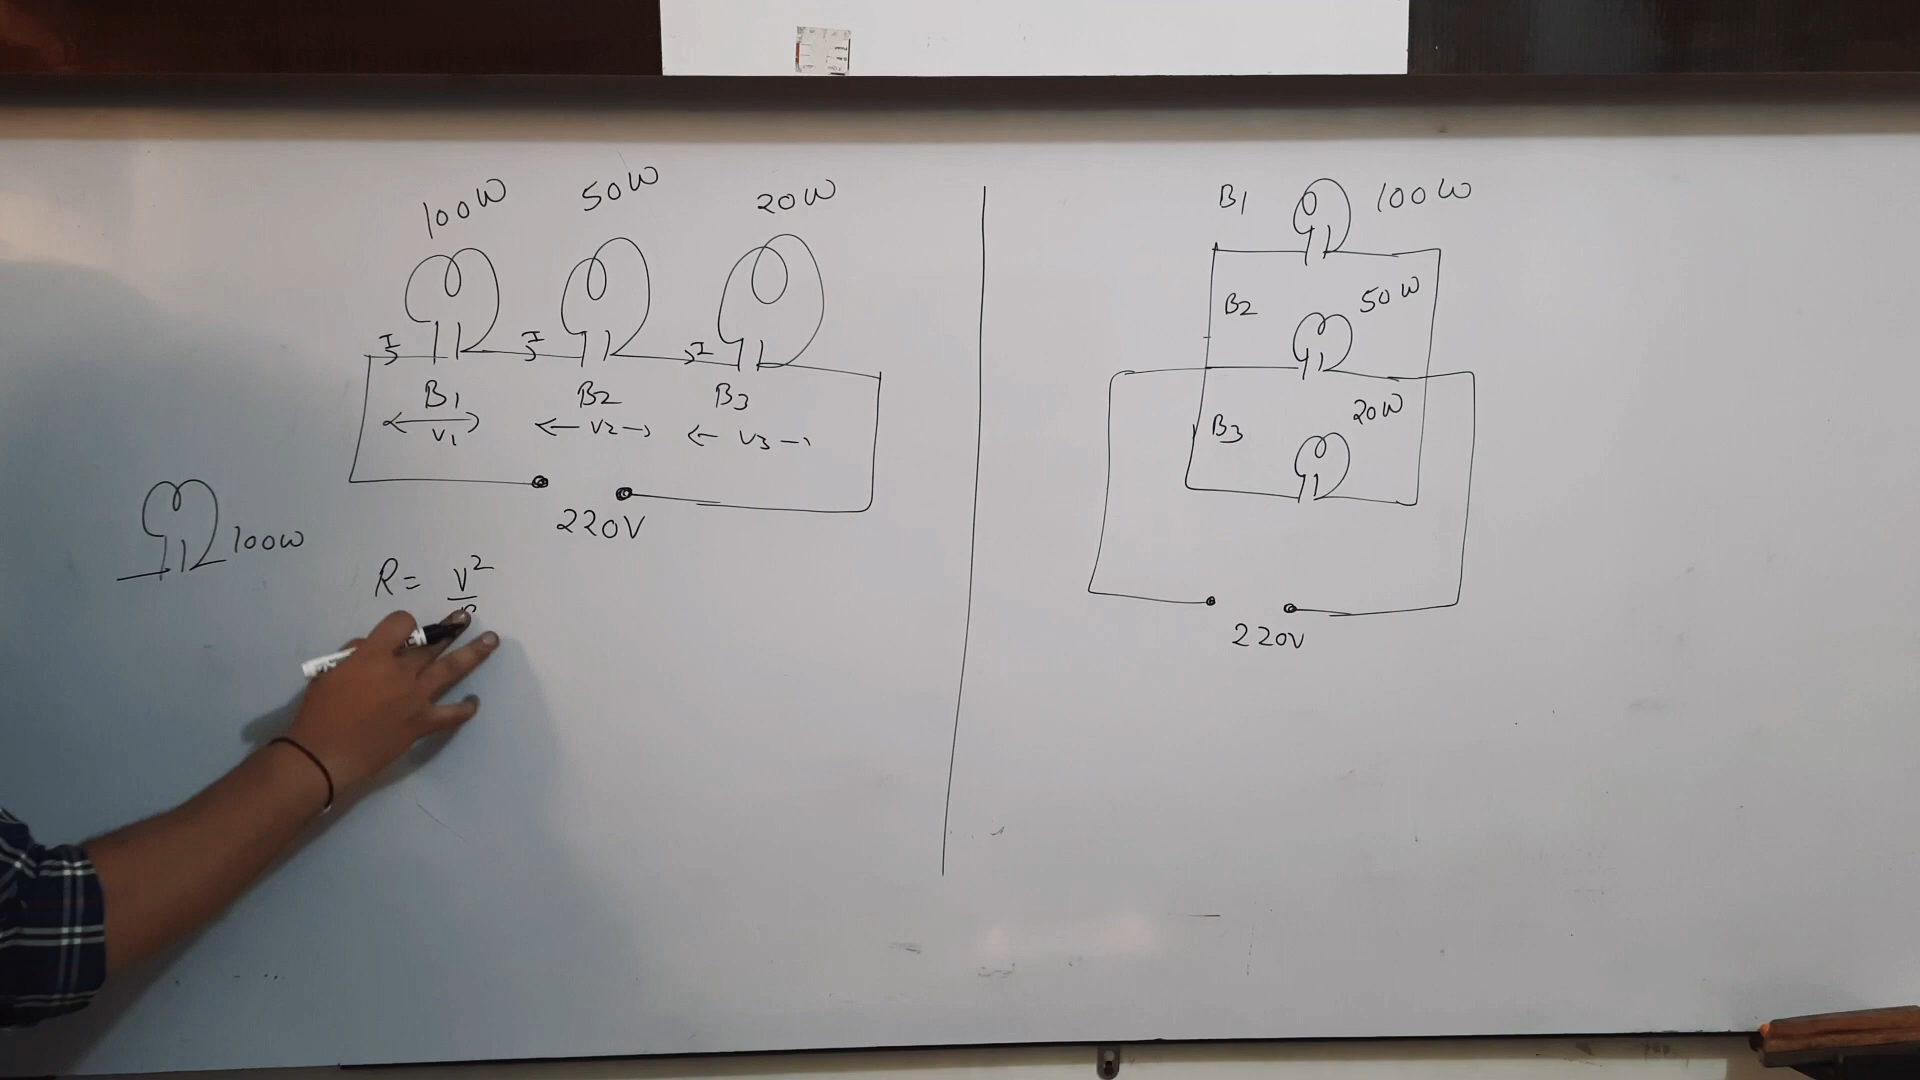 100W 50W 20W
I I I
B1 B2 B3
V1 V2 V3
220V
100W
R = V²
B1 100W
B2 50W
B3 20W
220V